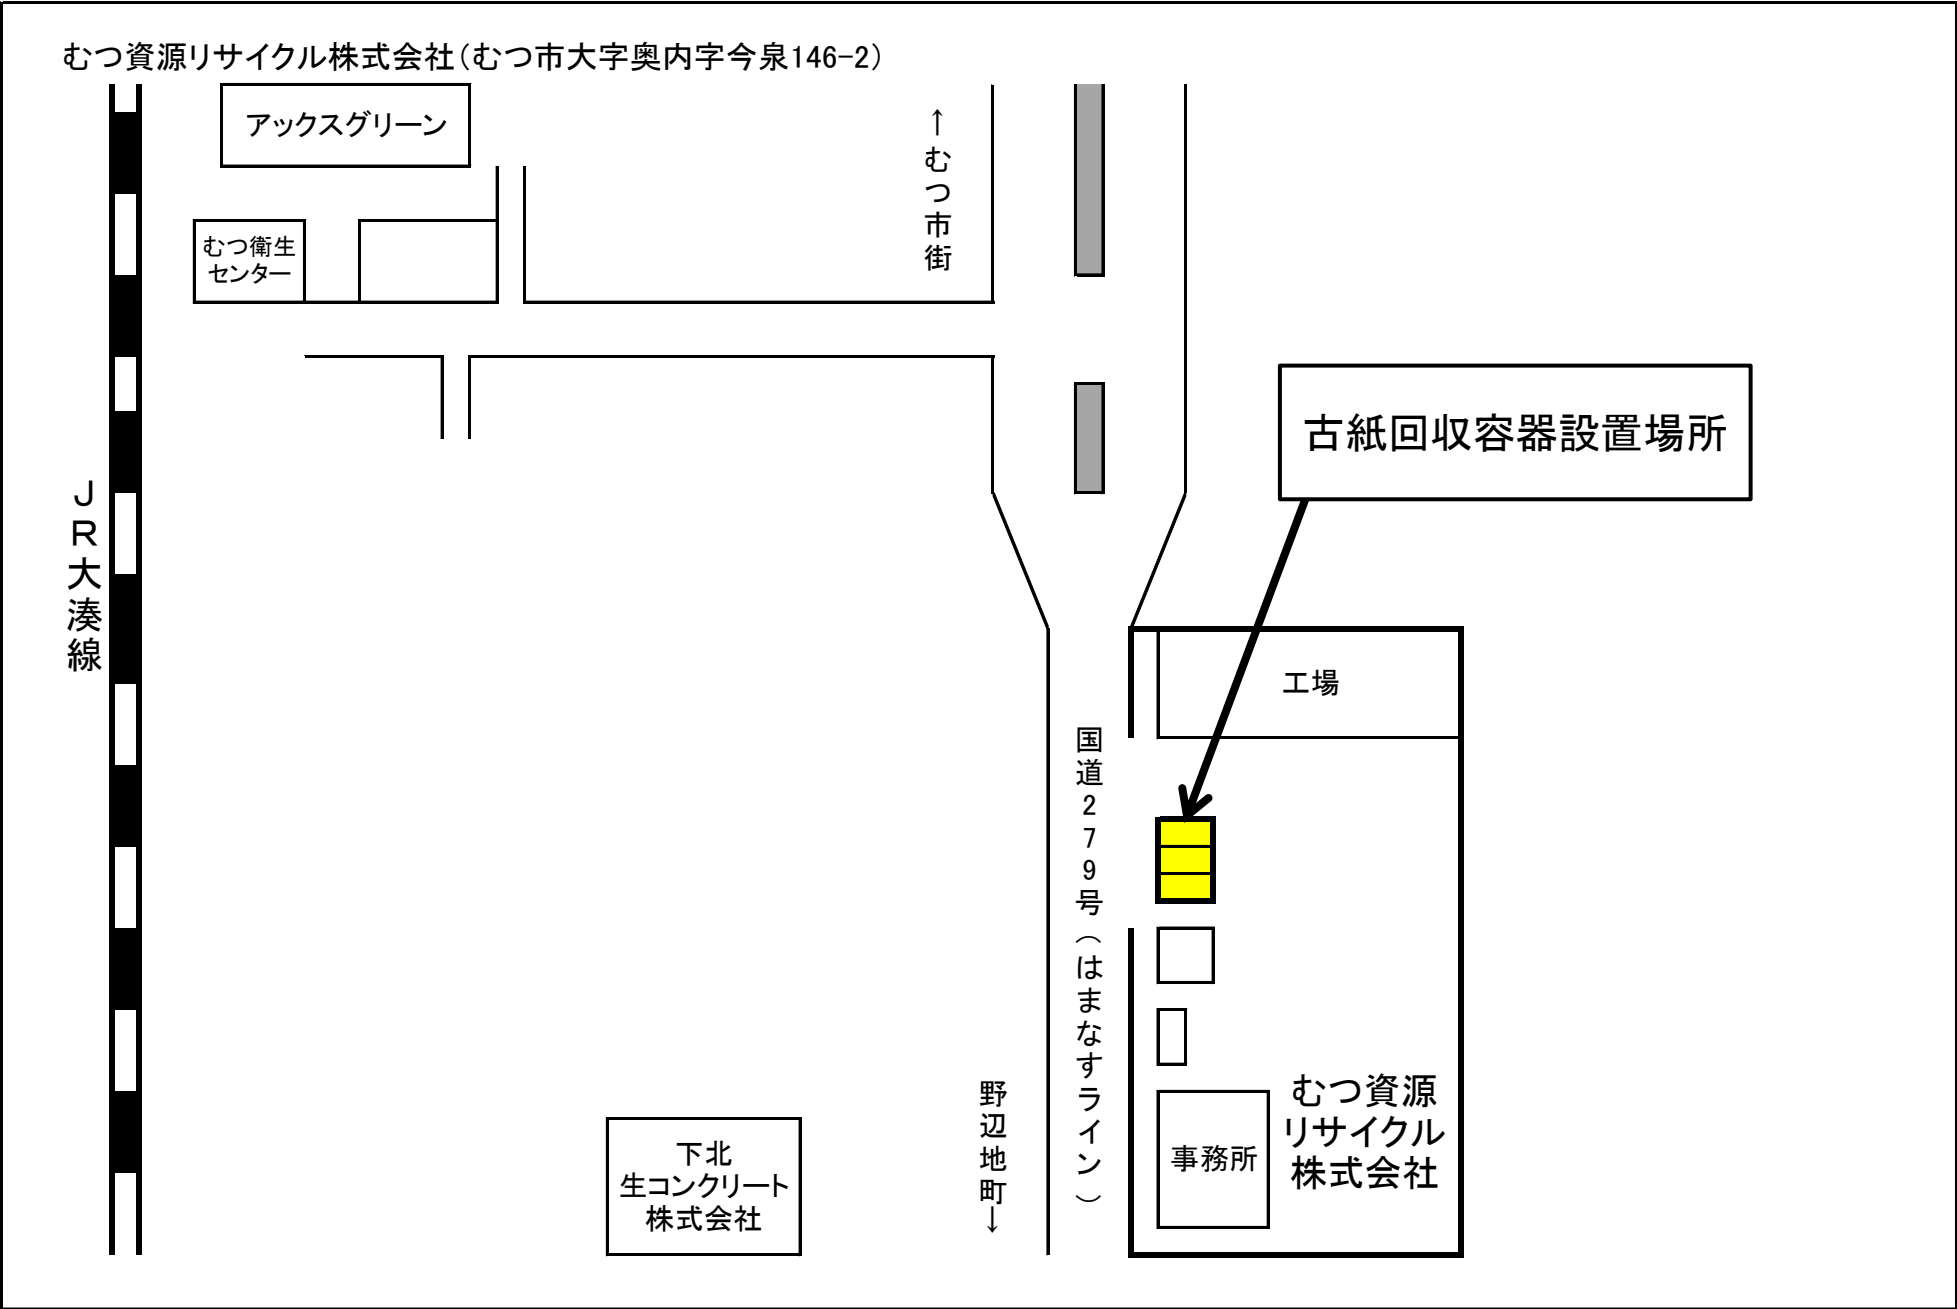 むつ資源リサイクル株式会社（むつ市大字奥内字今泉146-2）
アックスグリーン
↑むつ市街
むつ衛生
センター
古紙回収容器設置場所
ＪＲ大湊線
工場
国道279号（はまなすライン）
野辺地町↓
むつ資源
リサイクル
株式会社
事務所
下北
生コンクリート
株式会社